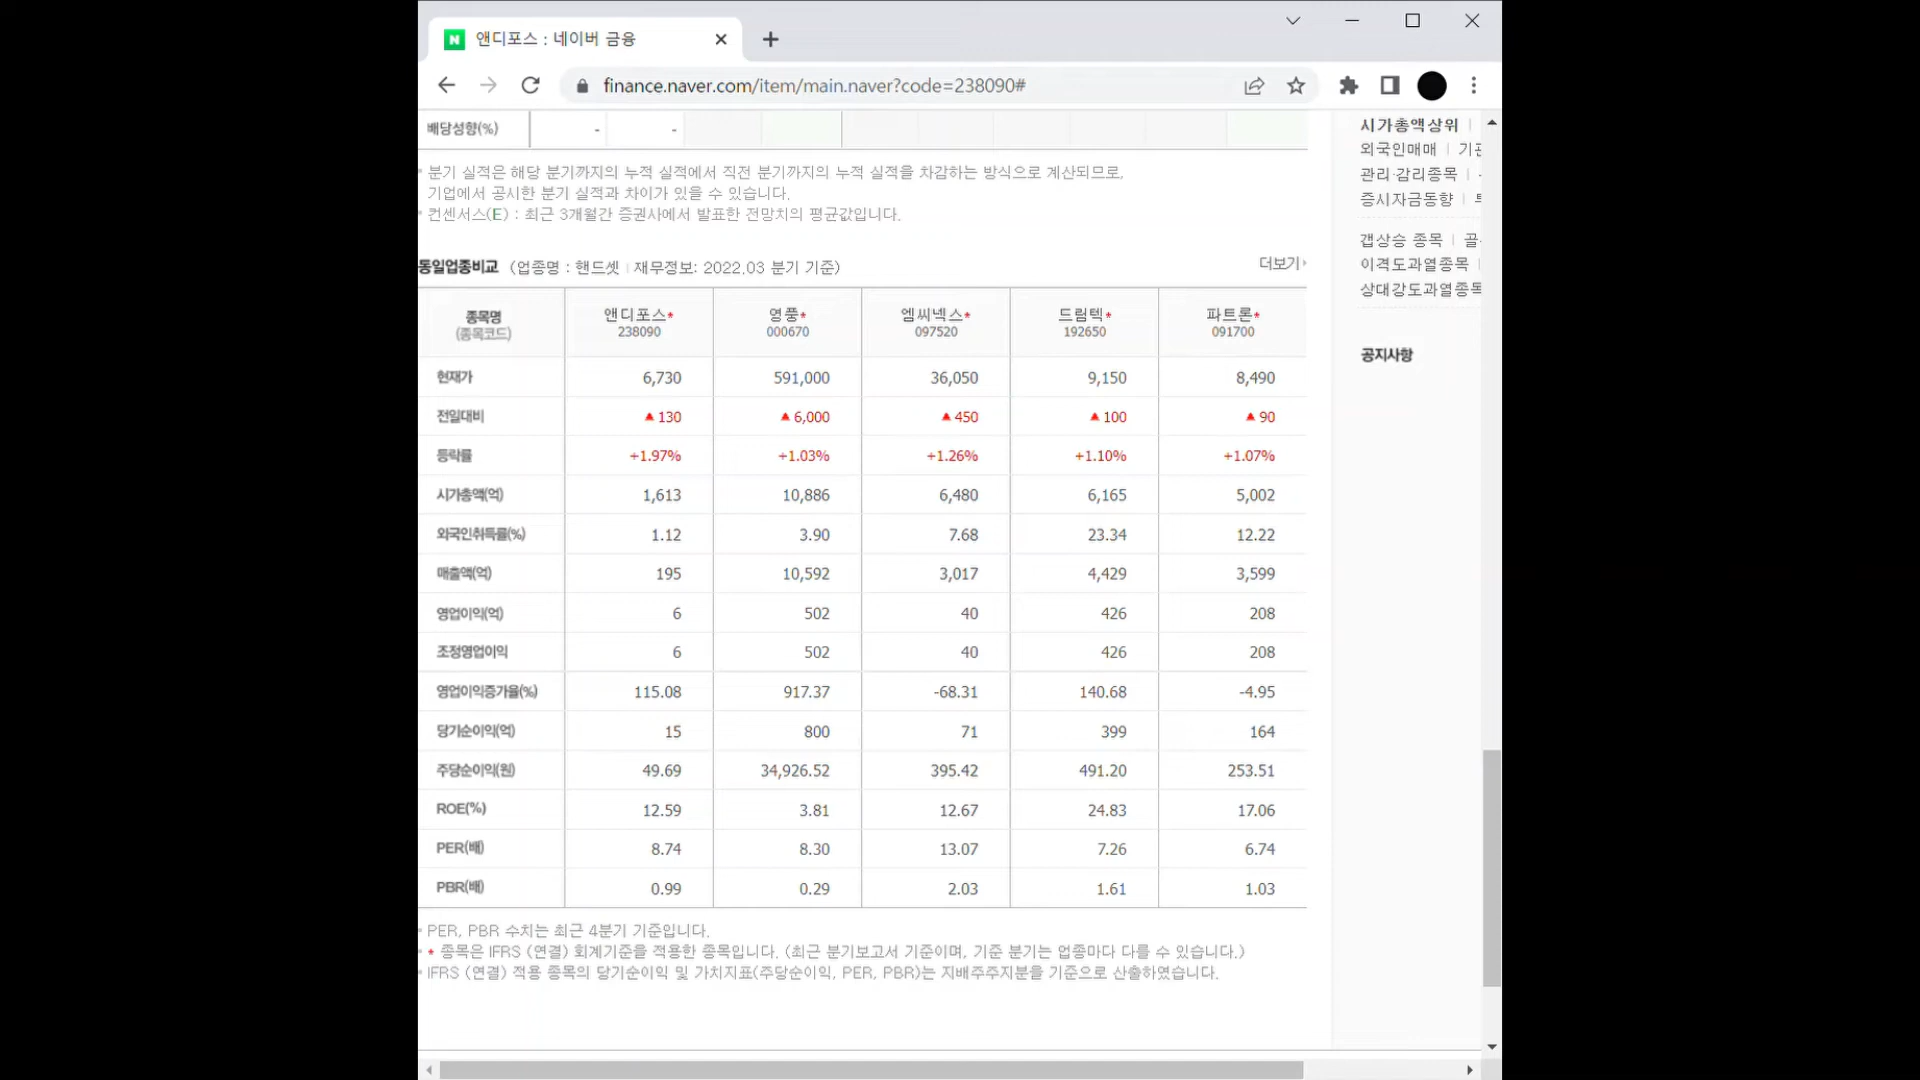 앤디포스 : 네이버 금융
finance.naver.com/item/main.naver?code=238090#
배당성향(%) - -
분기 실적은 해당 분기까지의 누적 실적에서 직전 분기까지의 누적 실적을 차감하는 방식으로 계산되므로,
기업에서 공시한 분기 실적과 차이가 있을 수 있습니다.
컨센서스(E) : 최근 3개월간 증권사에서 발표한 전망치의 평균값입니다.
동일업종비교 (업종명 : 핸드셋 | 재무정보: 2022.03 분기 기준) 더보기
종목명 앤디포스* 영풍* 엠씨넥스* 드림텍* 파트론*
(종목코드) 238090 000670 097520 192650 091700
현재가 6,730 591,000 36,050 9,150 8,490
전일대비 ▲130 ▲6,000 ▲450 ▲100 ▲90
등락률 +1.97% +1.03% +1.26% +1.10% +1.07%
시가총액(억) 1,613 10,886 6,480 6,165 5,002
외국인취득률(%) 1.12 3.90 7.68 23.34 12.22
매출액(억) 195 10,592 3,017 4,429 3,599
영업이익(억) 6 502 40 426 208
조정영업이익 6 502 40 426 208
영업이익증가율(%) 115.08 917.37 -68.31 140.68 -4.95
당기순이익(억) 15 800 71 399 164
주당순이익(원) 49.69 34,926.52 395.42 491.20 253.51
ROE(%) 12.59 3.81 12.67 24.83 17.06
PER(배) 8.74 8.30 13.07 7.26 6.74
PBR(배) 0.99 0.29 2.03 1.61 1.03
PER, PBR 수치는 최근 4분기 기준입니다.
* 종목은 IFRS (연결) 회계기준을 적용한 종목입니다. (최근 분기보고서 기준이며, 기준 분기는 업종마다 다를 수 있습니다.)
IFRS (연결) 적용 종목의 당기순이익 및 가치지표(주당순이익, PER, PBR)는 지배주주지분을 기준으로 산출하였습니다.
시가총액상위
외국인매매
관리·감리종목
증시자금동향
갭상승 종목
이격도과열종목
상대강도과열종목
공지사항